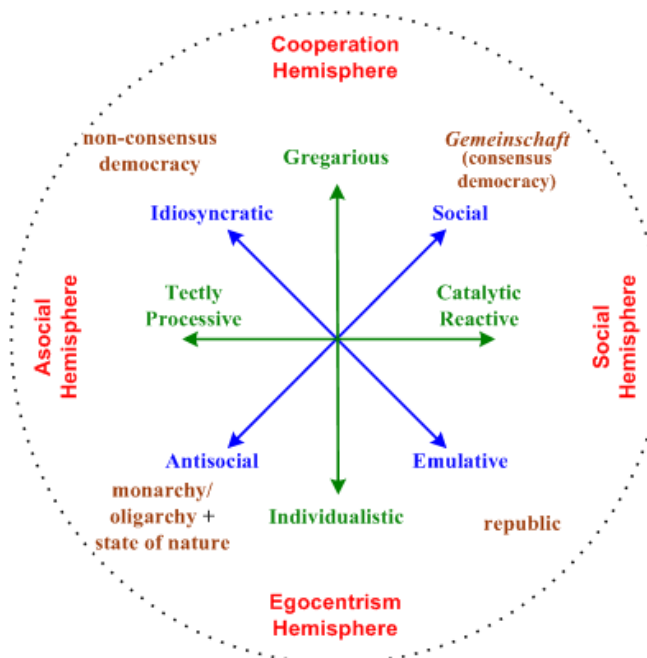 Cooperation
Hemisphere
non-consensus
democracy
Gemeinschaft
(consensus
democracy)
Gregarious
Idiosyncratic
Social
Tectly
Processive
Catalytic
Reactive
Asocial
Hemisphere
Social
Hemisphere
Antisocial
Emulative
monarchy/
oligarchy +
state of nature
Individualistic
republic
Egocentrism
Hemisphere